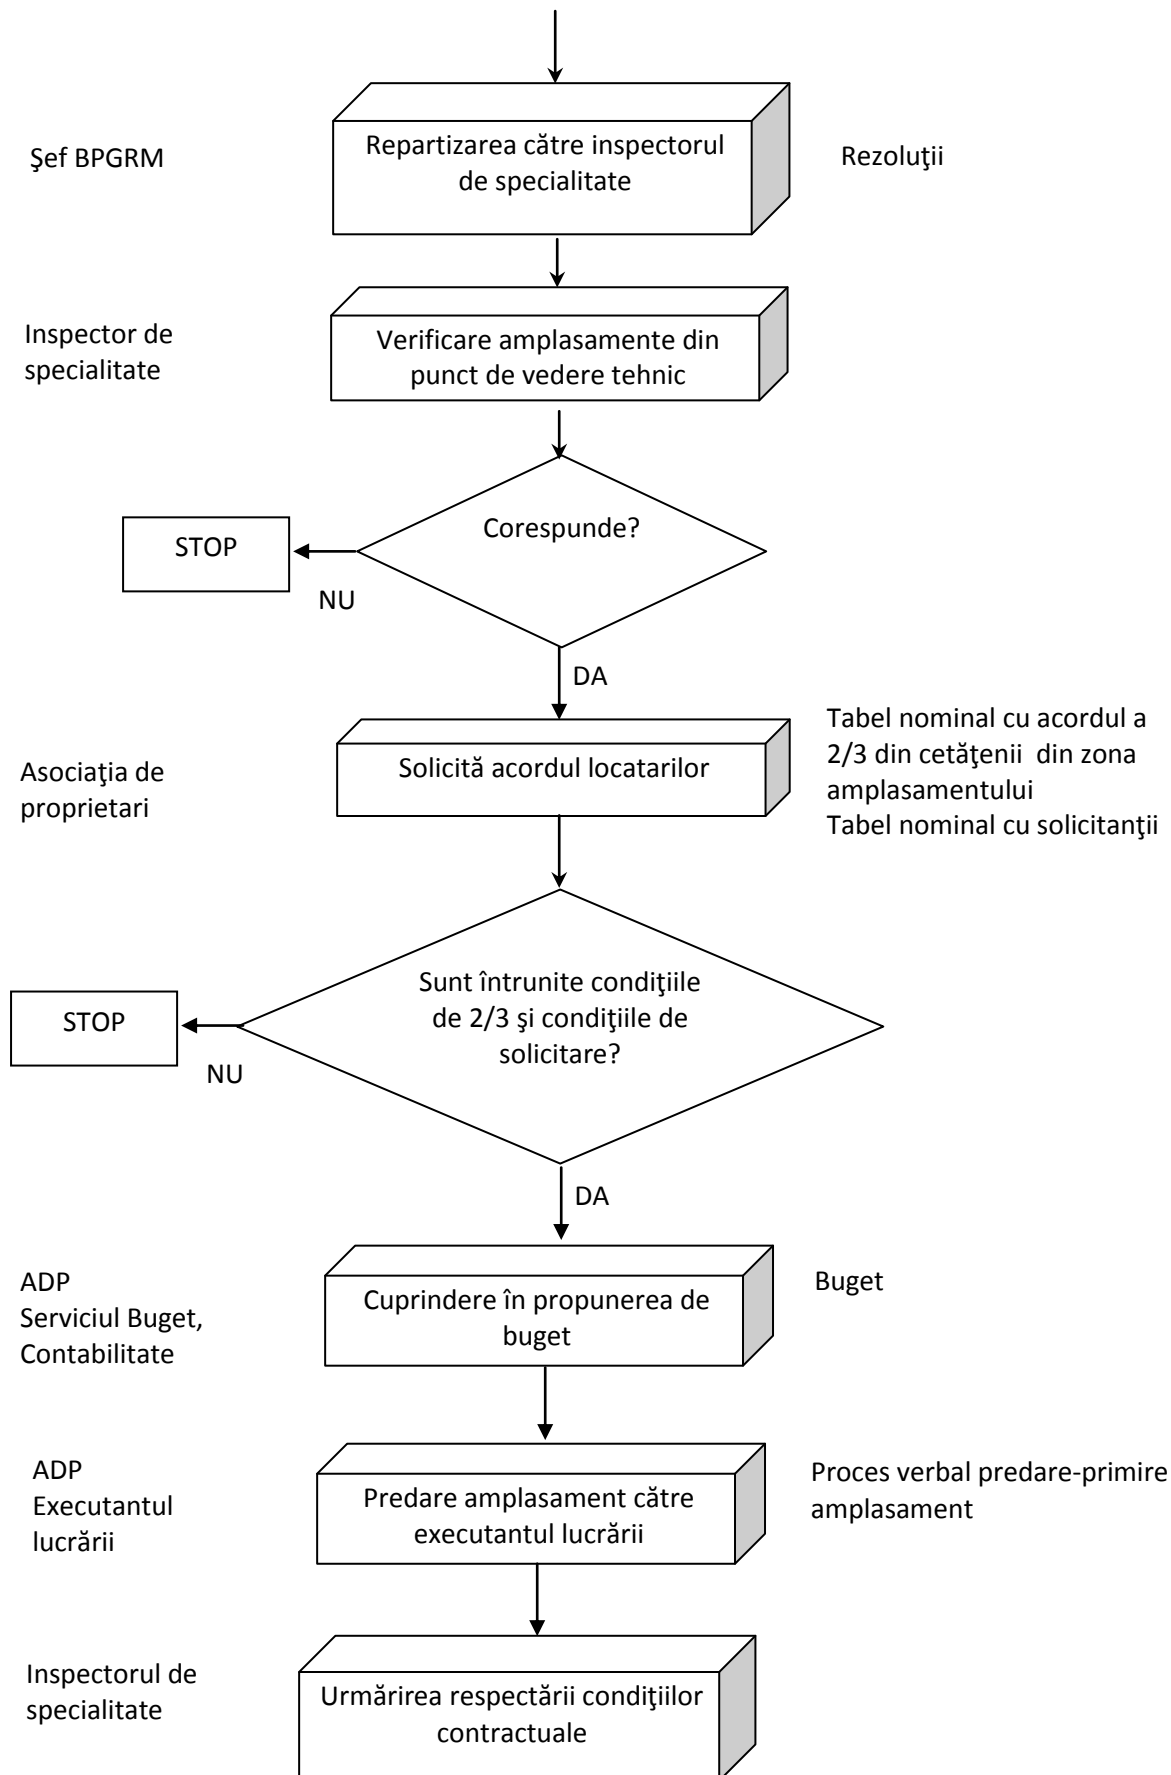 Şef BPGRM
Repartizarea către inspectorul
de specialitate
Rezoluţii
Inspector de
specialitate
Verificare amplasamente din
punct de vedere tehnic
Corespunde?
STOP
NU
DA
Asociaţia de
proprietari
Solicită acordul locatarilor
Tabel nominal cu acordul a
2/3 din cetăţenii  din zona
amplasamentului
Tabel nominal cu solicitanţii
Sunt întrunite condiţiile
de 2/3 şi condiţiile de
solicitare?
STOP
NU
DA
ADP
Serviciul Buget,
Contabilitate
Cuprindere în propunerea de
buget
Buget
ADP
Executantul
lucrării
Predare amplasament către
executantul lucrării
Proces verbal predare-primire
amplasament
Inspectorul de
specialitate
Urmărirea respectării condiţiilor
contractuale